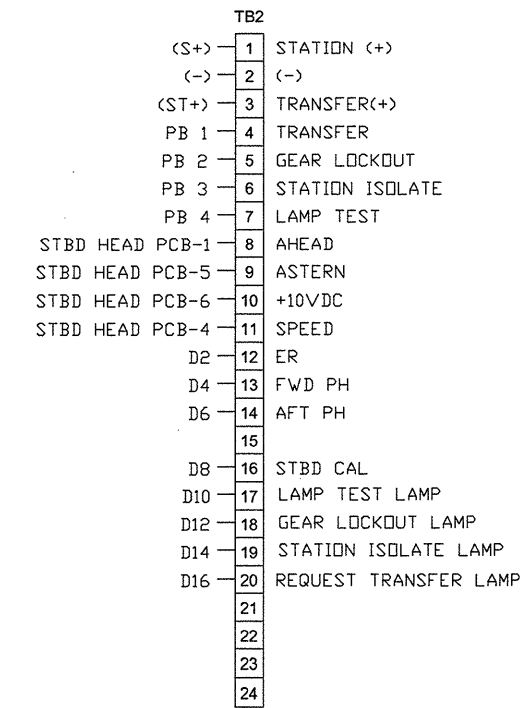 TB2
(S+) 1 STATION (+)
(-) 2 (-)
(ST+) 3 TRANSFER(+)
PB 1 4 TRANSFER
PB 2 5 GEAR LOCKOUT
PB 3 6 STATION ISOLATE
PB 4 7 LAMP TEST
STBD HEAD PCB-1 8 AHEAD
STBD HEAD PCB-5 9 ASTERN
STBD HEAD PCB-6 10 +10VDC
STBD HEAD PCB-4 11 SPEED
D2 12 ER
D4 13 FWD PH
D6 14 AFT PH
15
D8 16 STBD CAL
D10 17 LAMP TEST LAMP
D12 18 GEAR LOCKOUT LAMP
D14 19 STATION ISOLATE LAMP
D16 20 REQUEST TRANSFER LAMP
21
22
23
24